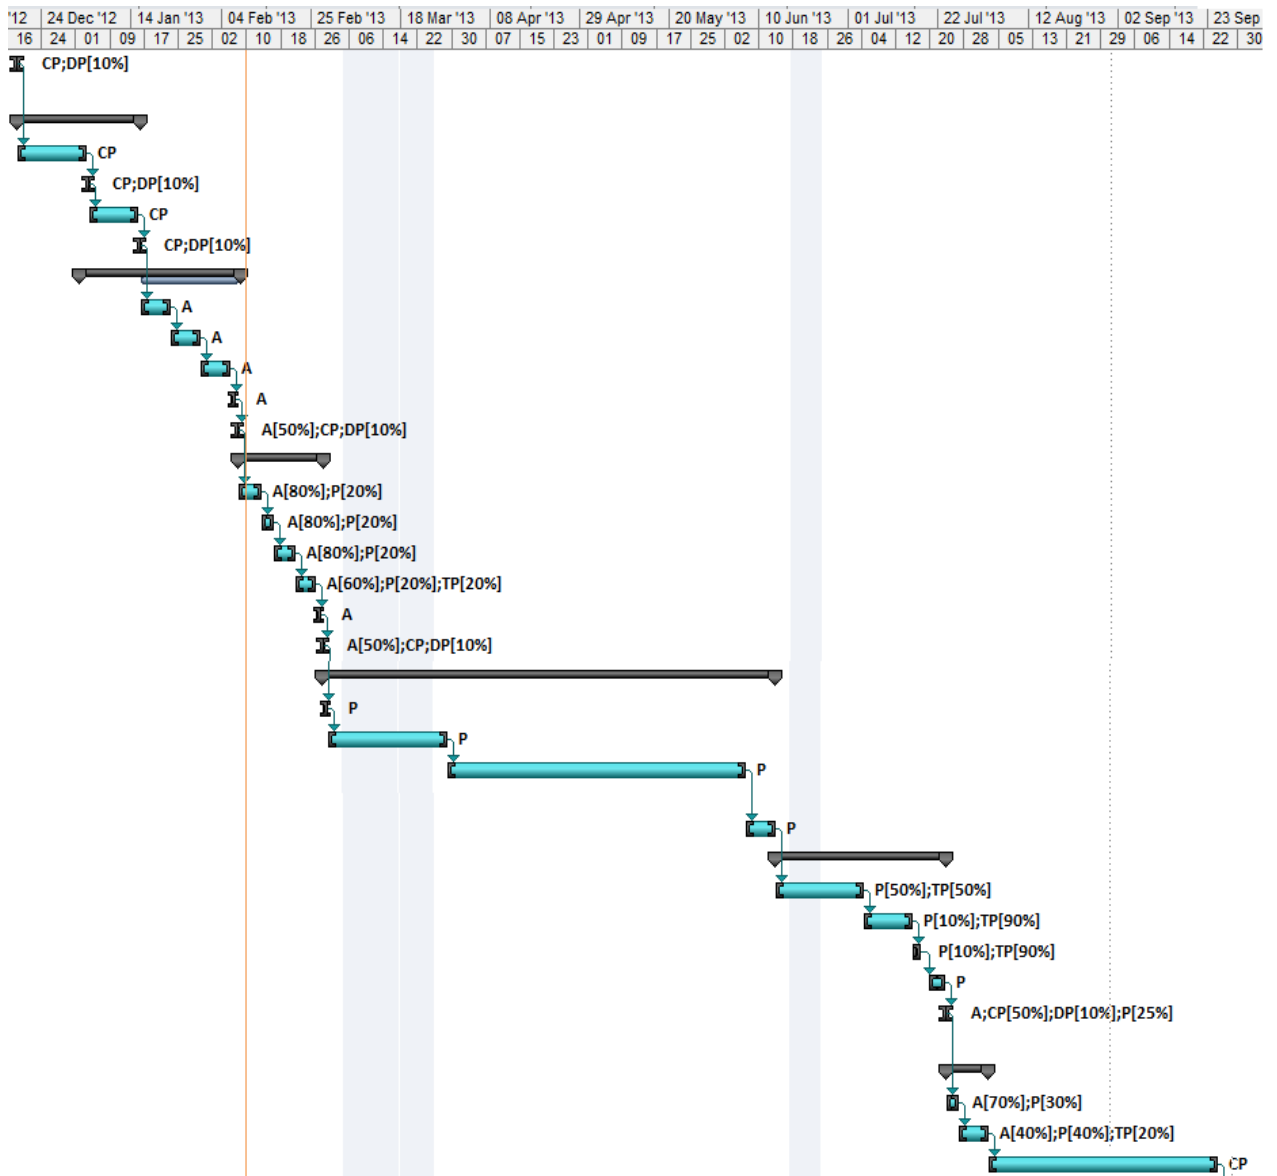 '12 24 Dec '12 14 Jan '13 04 Feb '13 25 Feb '13 18 Mar '13 08 Apr '13 29 Apr '13 20 May '13 10 Jun '13 01 Jul '13 22 Jul '13 12 Aug '13 02 Sep '13 23 Sep
16 24 01 09 17 25 02 10 18 26 06 14 22 30 07 15 23 01 09 17 25 02 10 18 26 04 12 20 28 05 13 21 29 06 14 22 30
CP;DP[10%]
CP
CP;DP[10%]
CP
CP;DP[10%]
A
A
A
A
A[50%];CP;DP[10%]
A[80%];P[20%]
A[80%];P[20%]
A[80%];P[20%]
A[60%];P[20%];TP[20%]
A
A[50%];CP;DP[10%]
P
P
P
P
P[50%];TP[50%]
P[10%];TP[90%]
P[10%];TP[90%]
P
A;CP[50%];DP[10%];P[25%]
A[70%];P[30%]
A[40%];P[40%];TP[20%]
CP